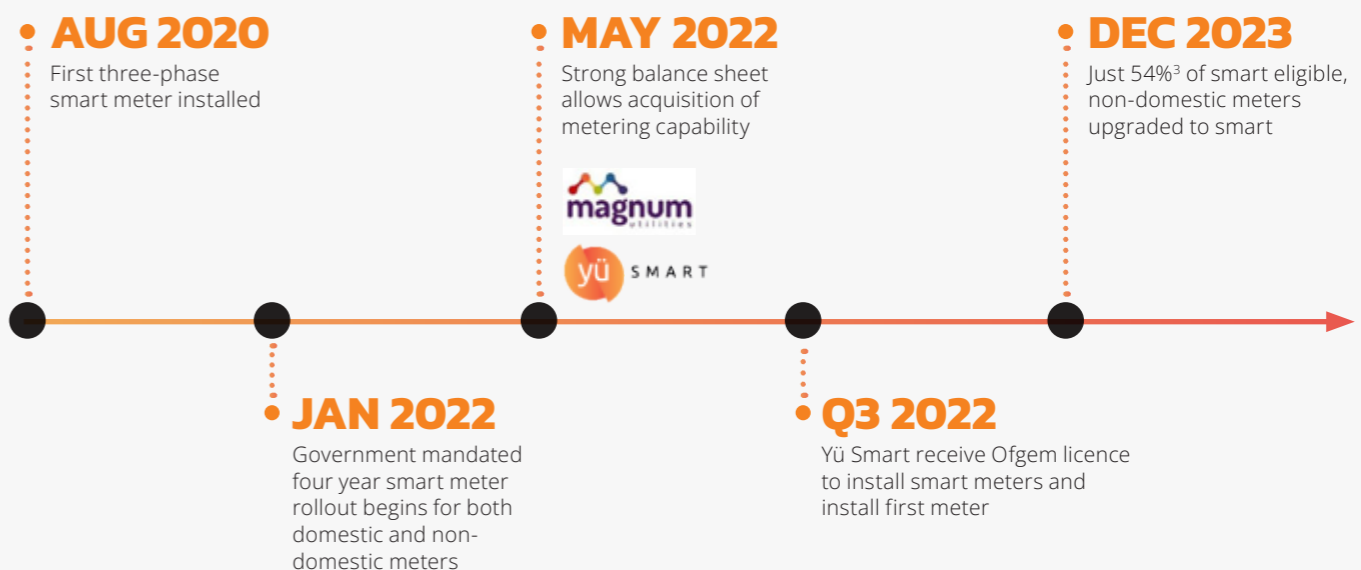 AUG 2020
First three-phase
smart meter installed
MAY 2022
Strong balance sheet
allows acquisition of
metering capability
magnum
utilities
yü SMART
DEC 2023
Just 54%³ of smart eligible,
non-domestic meters
upgraded to smart
JAN 2022
Government mandated
four year smart meter
rollout begins for both
domestic and non-
domestic meters
Q3 2022
Yü Smart receive Ofgem licence
to install smart meters and
install first meter